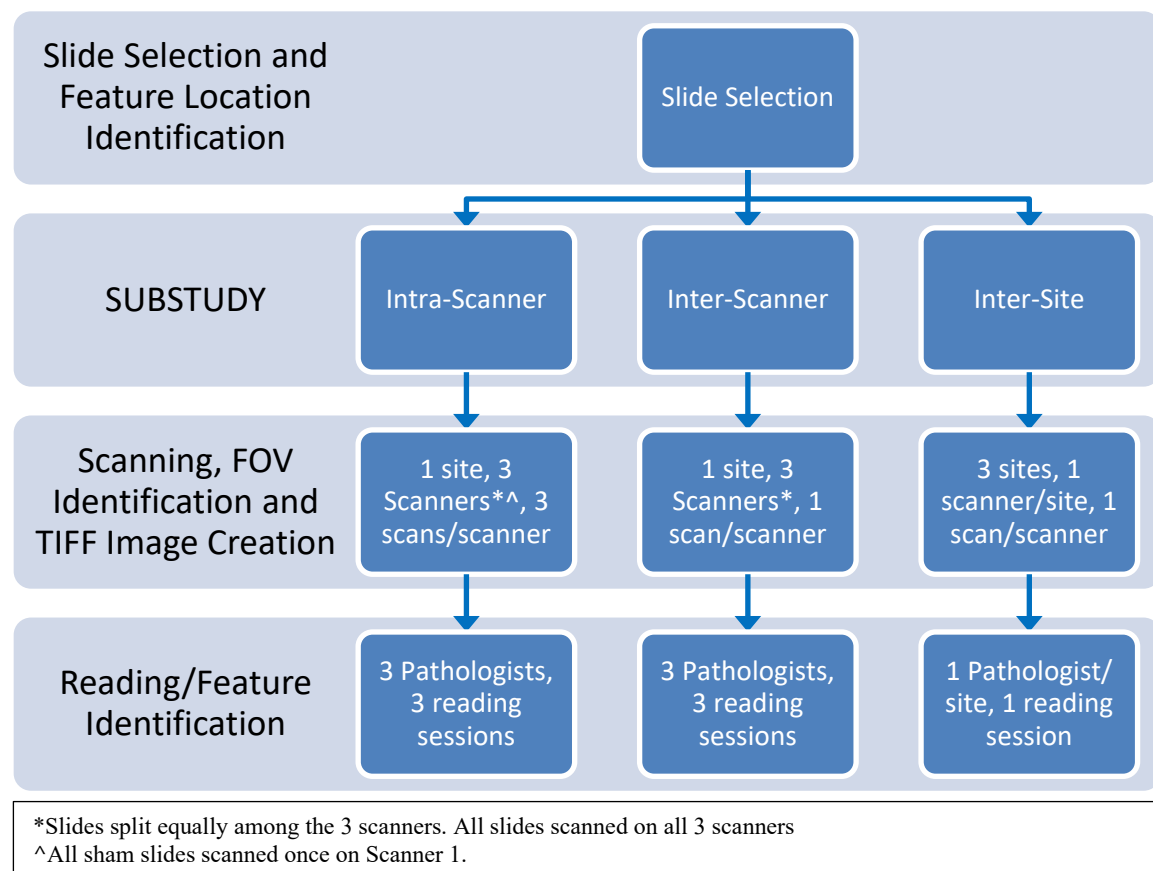 Slide Selection and
Feature Location
Identification
Slide Selection
SUBSTUDY
Intra-Scanner
Inter-Scanner
Inter-Site
Scanning, FOV
Identification and
TIFF Image Creation
1 site, 3
Scanners*^, 3
scans/scanner
1 site, 3
Scanners*, 1
scan/scanner
3 sites, 1
scanner/site, 1
scan/scanner
Reading/Feature
Identification
3 Pathologists,
3 reading
sessions
3 Pathologists,
3 reading
sessions
1 Pathologist/
site, 1 reading
session
*Slides split equally among the 3 scanners. All slides scanned on all 3 scanners
^All sham slides scanned once on Scanner 1.